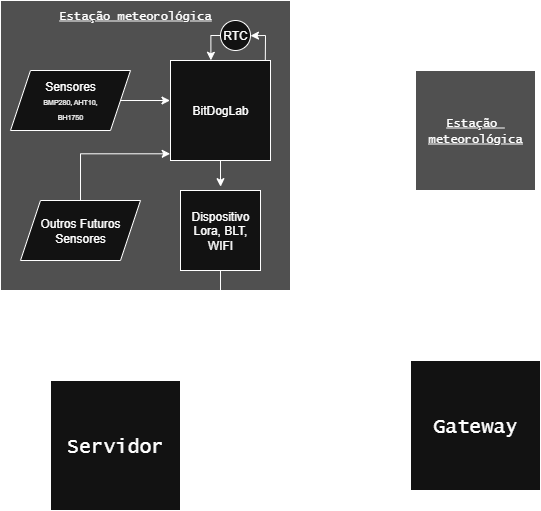 Estação meteorológica
RTC
Sensores
BMP280, AHT10,
BH1750
BitDogLab
Estação
meteorológica
Outros Futuros
Sensores
Dispositivo
Lora, BLT,
WIFI
Servidor
Gateway